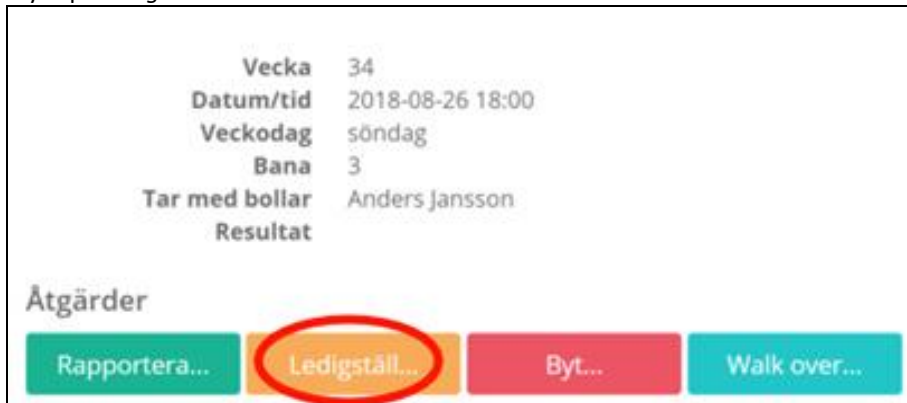 Vecka 34
Datum/tid 2018-08-26 18:00
Veckodag söndag
Bana 3
Tar med bollar Anders Jansson
Resultat
Åtgärder
Rapportera... Ledigställ... Byt... Walk over...